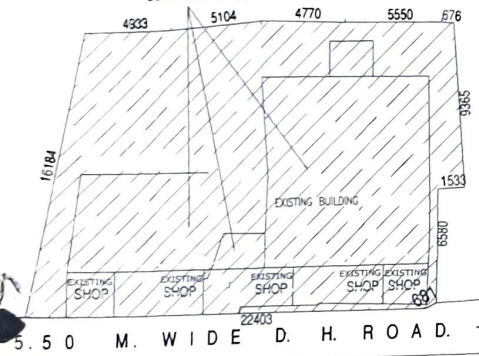 4933 5104 4770 5550 676
9365
16184
1533
EXISTING BUILDING
6580
EXISTING SHOP
EXISTING SHOP
EXISTING SHOP
EXISTING SHOP
EXISTING SHOP
691
22403
5.50 M. WIDE D. H. ROAD.